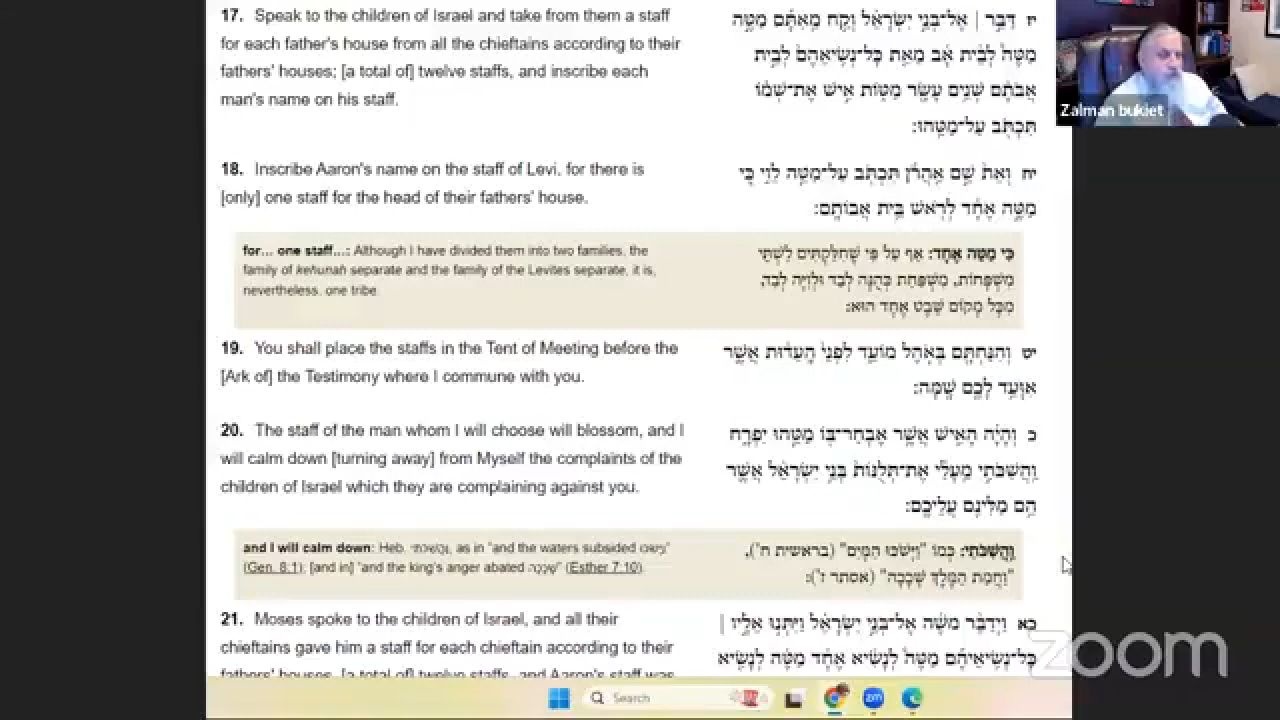 17. Speak to the children of Israel and take from them a staff
for each father's house from all the chieftains according to their
fathers' houses; [a total of] twelve staffs, and inscribe each
man's name on his staff.
יז דַּבֵּר | אֶל־בְּנֵי יִשְׂרָאֵל וְקַח מֵאִתָּם מַטֶּה
מַטֶּה לְבֵית אָב מֵאֵת כָּל־נְשִׂיאֵהֶם לְבֵית
אֲבֹתָם שְׁנֵים עָשָׂר מַטּוֹת אִישׁ אֶת־שְׁמוֹ
תִּכְתֹּב עַל־מַטֵּהוּ:
18. Inscribe Aaron's name on the staff of Levi, for there is
[only] one staff for the head of their fathers' house.
יח וְאֵת שֵׁם אַהֲרֹן תִּכְתֹּב עַל־מַטֵּה לֵוִי כִּי
מַטֶּה אֶחָד לְרֹאשׁ בֵּית אֲבוֹתָם:
for... one staff...: Although I have divided them into two families, the
family of kehunah separate and the family of the Levites separate, it is,
nevertheless, one tribe.
כִּי מַטֶּה אֶחָד: אַף עַל פִּי שֶׁחִלַּקְתִּים לִשְׁתֵּי
מִשְׁפָּחוֹת, מִשְׁפַּחַת כְּהֻנָּה לְבַד וּלְוִיָּה לְבַד,
מִכָּל מָקוֹם שֵׁבֶט אֶחָד הוּא:
19. You shall place the staffs in the Tent of Meeting before the
[Ark of] the Testimony where I commune with you.
יט וְהִנַּחְתָּם בְּאֹהֶל מוֹעֵד לִפְנֵי הָעֵדוּת אֲשֶׁר
אִוָּעֵד לָכֶם שָׁמָּה:
20. The staff of the man whom I will choose will blossom, and I
will calm down [turning away] from Myself the complaints of the
children of Israel which they are complaining against you.
כ וְהָיָה הָאִישׁ אֲשֶׁר אֶבְחַר־בּוֹ מַטֵּהוּ יִפְרָח
וַהֲשִׁכֹּתִי מֵעָלַי אֶת־תְּלֻנּוֹת בְּנֵי יִשְׂרָאֵל אֲשֶׁר
הֵם מַלִּינִם עֲלֵיכֶם:
and I will calm down: Heb. וַהֲשִׁכֹּתִי, as in "and the waters subsided וַיָּשֹׁכּוּ"
(Gen. 8:1); [and in] "and the king's anger abated שָׁכָכָה" (Esther 7:10).
וַהֲשִׁכֹּתִי: כְּמוֹ "וַיָּשֹׁכּוּ הַמָּיִם" (בראשית ח'),
"וַחֲמַת הַמֶּלֶךְ שָׁכָכָה" (אסתר ז'):
21. Moses spoke to the children of Israel, and all their
chieftains gave him a staff for each chieftain according to their
fathers' houses, [a total of] twelve staffs, and Aaron's staff was
כא וַיְדַבֵּר מֹשֶׁה אֶל־בְּנֵי יִשְׂרָאֵל וַיִּתְּנוּ אֵלָיו |
כָּל־נְשִׂיאֵיהֶם מַטֶּה לְנָשִׂיא אֶחָד מַטֶּה לְנָשִׂיא
Zalman bukiet
zoom
Search
zm